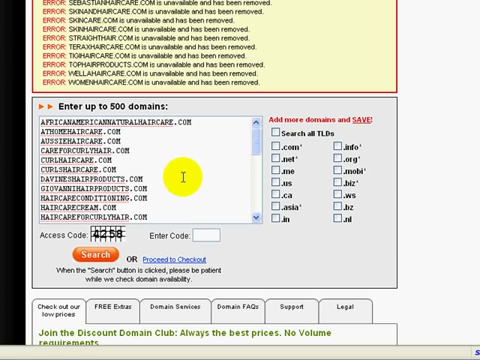 ERROR: SEBASTIANHAIRCARE.COM is unavailable and has been removed.
ERROR: SKINANDHAIRCARE.COM is unavailable and has been removed.
ERROR: SKINCARE.COM is unavailable and has been removed.
ERROR: SKINHAIRCARE.COM is unavailable and has been removed.
ERROR: STRAIGHTHAIR.COM is unavailable and has been removed.
ERROR: TERAXHAIRCARE.COM is unavailable and has been removed.
ERROR: TIGIHAIRCARE.COM is unavailable and has been removed.
ERROR: TOPHAIRPRODUCTS.COM is unavailable and has been removed.
ERROR: WELLAHAIRCARE.COM is unavailable and has been removed.
ERROR: WOMENHAIRCARE.COM is unavailable and has been removed.
Enter up to 500 domains:
AFRICANAMERICANNATURALHAIRCARE.COM
ATHOMEHAIRCARE.COM
AUSSIEHAIRCARE.COM
CAREFORCURLYHAIR.COM
CURLHAIRCARE.COM
CURLSHAIRCARE.COM
DAVINESHAIRPRODUCTS.COM
GIOVANNIHAIRPRODUCTS.COM
HAIRCARECONDITIONING.COM
HAIRCARECREAM.COM
HAIRCAREFORCURLYHAIR.COM
Add more domains and SAVE!
Search all TLDs
.com* .info*
.net* .org*
.me .mobi*
.us .biz*
.ca .ws
.asia* .bz
.in .nl
Access Code: 4258 Enter Code:
Search OR Proceed to Checkout
When the "Search" button is clicked, please be patient
while we check domain availability.
Check out our
low prices
FREE Extras
Domain Services
Domain FAQs
Support
Legal
Join the Discount Domain Club: Always the best prices. No Volume
requirements